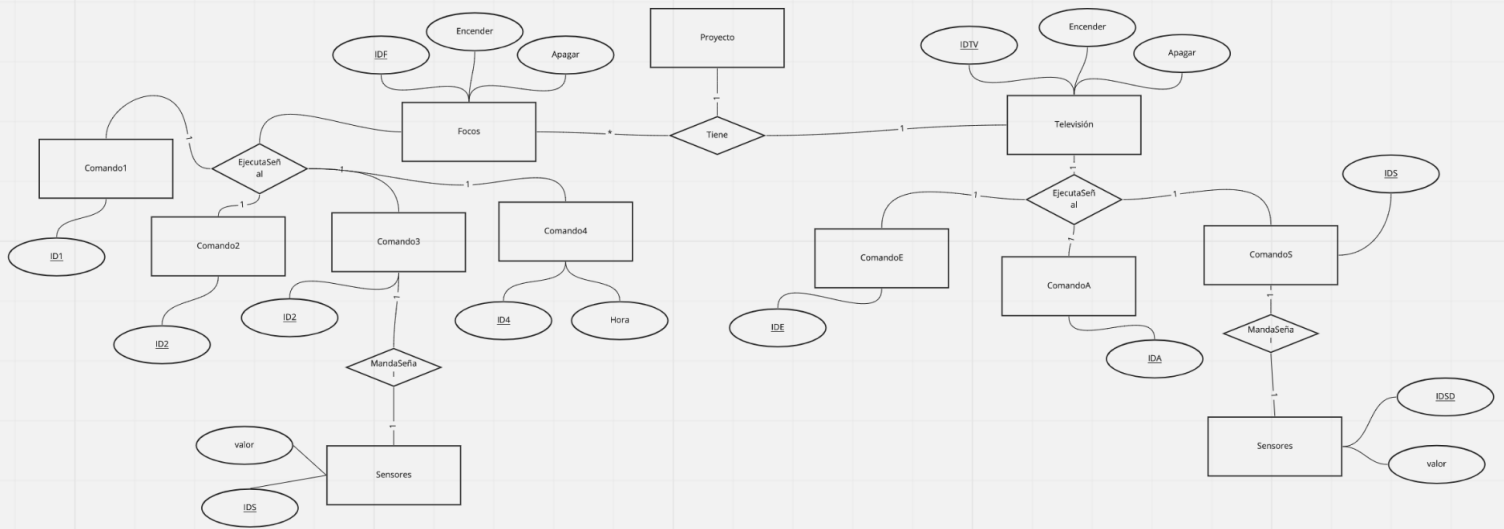 Encender
Proyecto
Encender
IDF
Apagar
IDTV
Apagar
1
Focos
*
Tiene
1
Televisión
1
Comando1
EjecutaSeñ
al
1
1
1
EjecutaSeñ
al
IDS
1
1
1
Comando2
Comando3
Comando4
1
ComandoE
ComandoS
ID1
ComandoA
1
1
ID2
ID4
Hora
IDE
MandaSeña
l
ID2
IDA
MandaSeña
l
1
IDSD
1
valor
Sensores
Sensores
valor
IDS